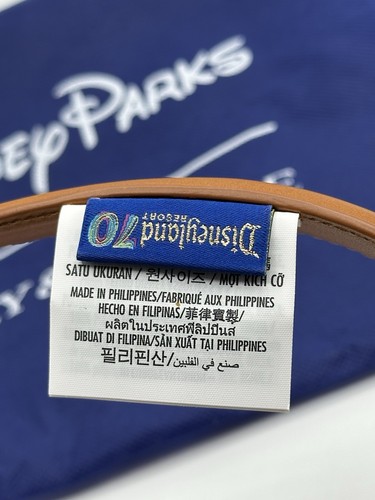 EY PARKS
Disneyland 70
RESORT
SATU UKURAN / 원사이즈 / MỘT KÍCH CỠ
MADE IN PHILIPPINES/FABRIQUÉ AUX PHILIPPINES
HECHO EN FILIPINAS/菲律賓製/
ผลิตในประเทศฟิลิปปินส์
DIBUAT DI FILIPINA/SẢN XUẤT TẠI PHILIPPINES
필리핀산/صنع في الفلبين